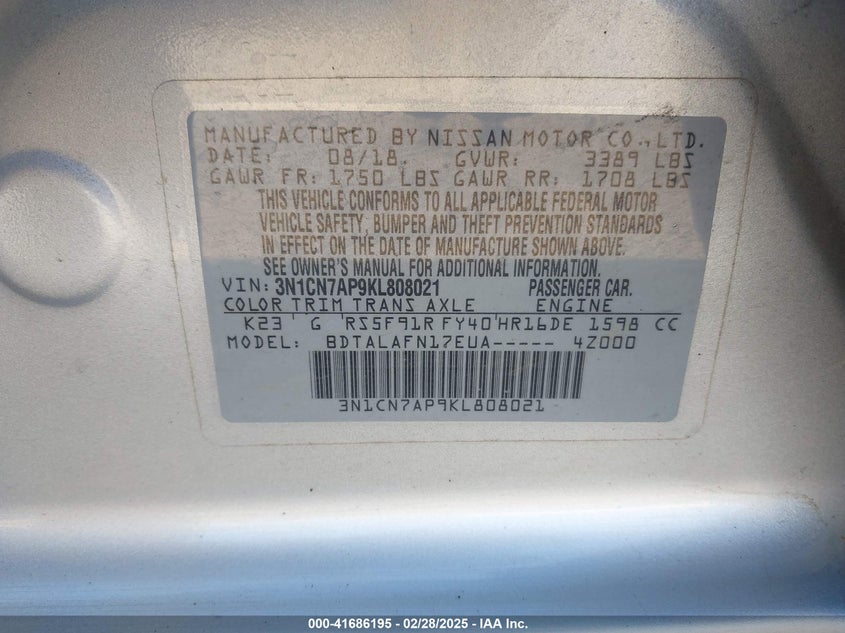 MANUFACTURED BY NISSAN MOTOR CO., LTD.
DATE: 08/18 GVWR: 3389 LBS
GAWR FR: 1750 LBS GAWR RR: 1708 LBS
THIS VEHICLE CONFORMS TO ALL APPLICABLE FEDERAL MOTOR
VEHICLE SAFETY, BUMPER AND THEFT PREVENTION STANDARDS
IN EFFECT ON THE DATE OF MANUFACTURE SHOWN ABOVE.
SEE OWNER'S MANUAL FOR ADDITIONAL INFORMATION.
VIN: 3N1CN7AP9KL808021 PASSENGER CAR.
COLOR TRIM TRANS AXLE ENGINE
K23 G RS5F91R FY40 HR16DE 1598 CC
MODEL: BDTALAFN17EUA----- 4Z000
3N1CN7AP9KL808021
000-41686195 - 02/28/2025 - IAA Inc.